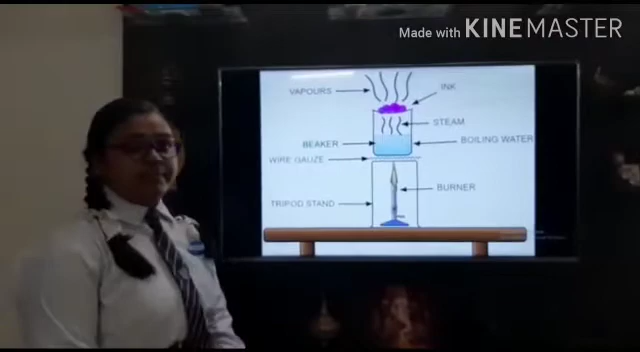 Made with KINEMASTER
VAPOURS
INK
STEAM
BEAKER
BOILING WATER
WIRE GAUZE
BURNER
TRIPOD STAND